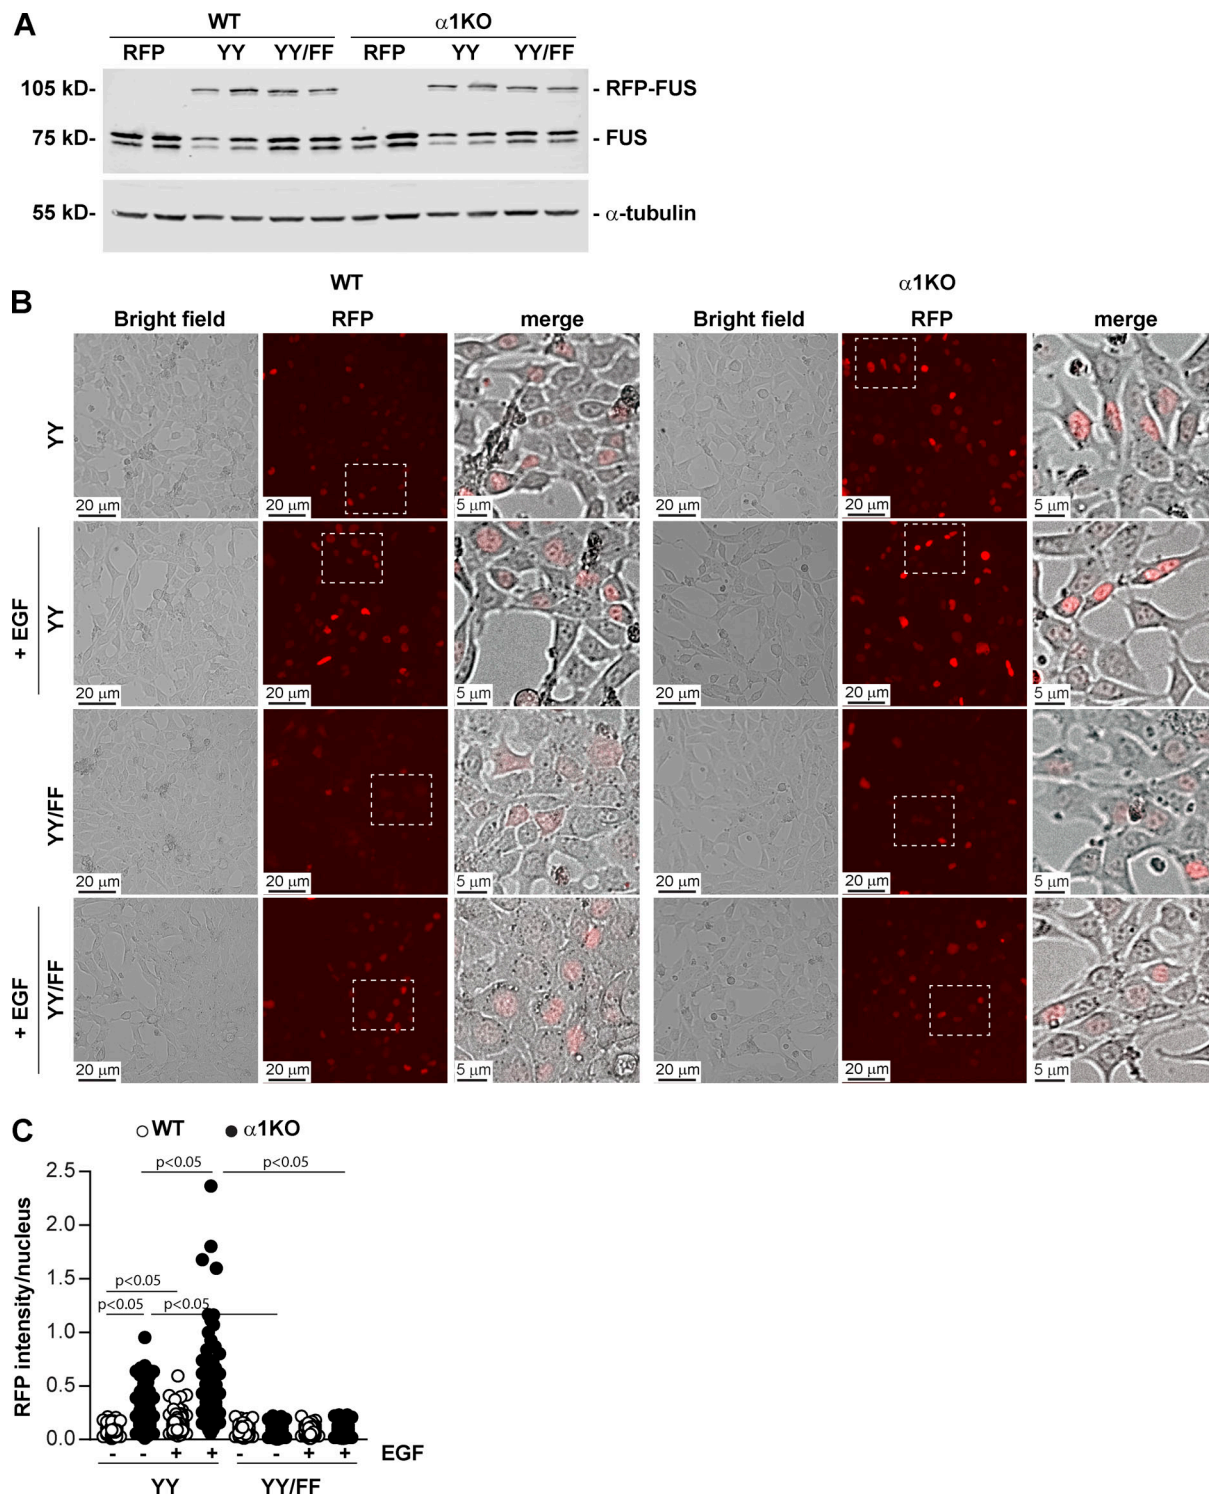 A
WT α1KO
RFP YY YY/FF RFP YY YY/FF
105 kD- - RFP-FUS
75 kD- - FUS
55 kD- - α-tubulin
B
WT α1KO
Bright field RFP merge Bright field RFP merge
YY
20 μm 20 μm 5 μm 20 μm 20 μm 5 μm
+ EGF YY
20 μm 20 μm 5 μm 20 μm 20 μm 5 μm
YY/FF
20 μm 20 μm 5 μm 20 μm 20 μm 5 μm
+ EGF YY/FF
20 μm 20 μm 5 μm 20 μm 20 μm 5 μm
C
WT α1KO
RFP intensity/nucleus
2.5
2.0
1.5
1.0
0.5
0.0
p<0.05 p<0.05
p<0.05
p<0.05 p<0.05
- - + + - - + + EGF
YY YY/FF